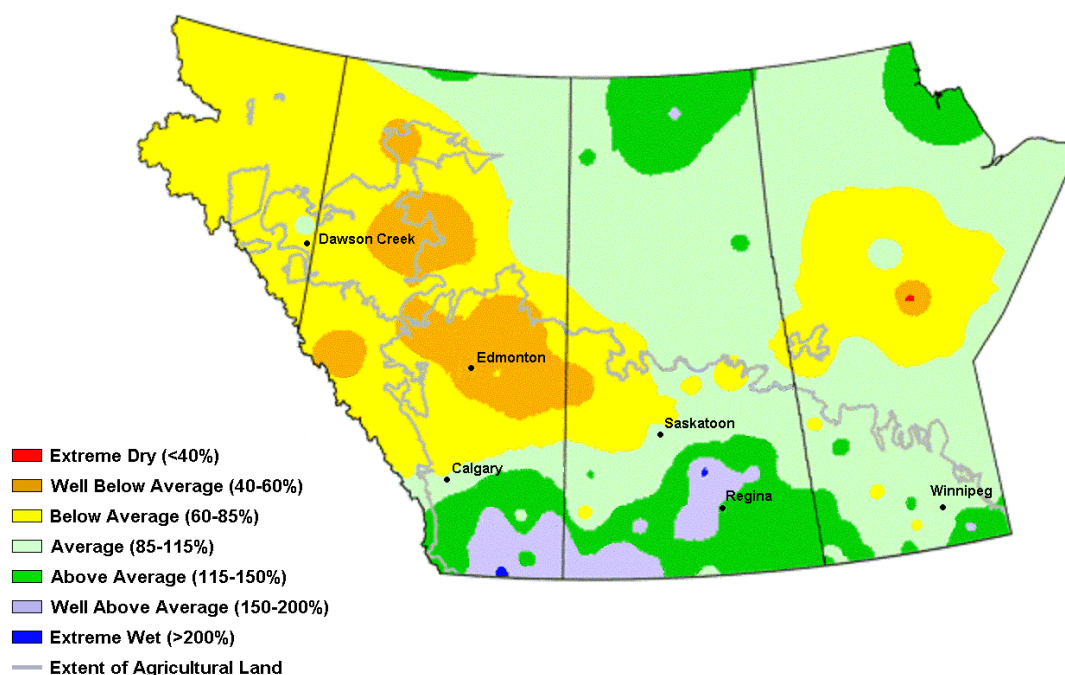 Dawson Creek
Edmonton
Saskatoon
Calgary
Regina
Winnipeg
Extreme Dry (<40%)
Well Below Average (40-60%)
Below Average (60-85%)
Average (85-115%)
Above Average (115-150%)
Well Above Average (150-200%)
Extreme Wet (>200%)
Extent of Agricultural Land